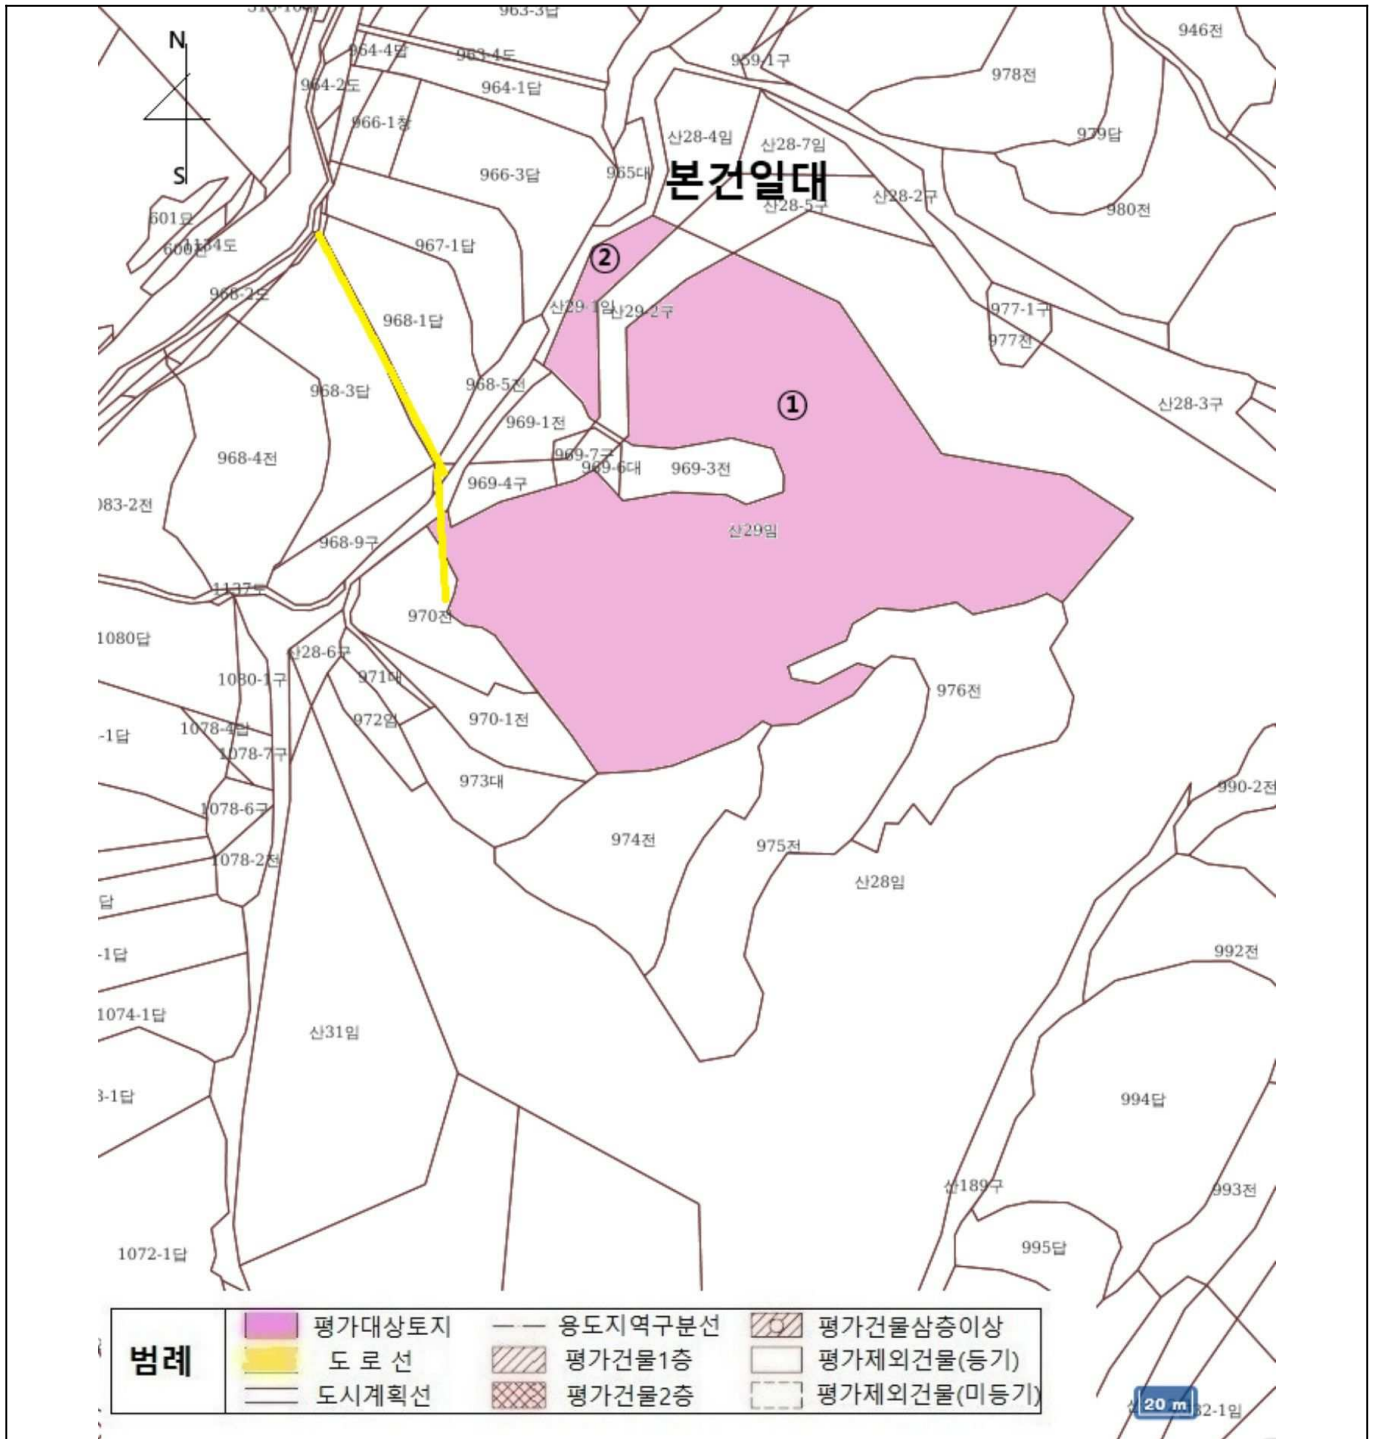 963-3답
946전
N
964-4답
963-4도
959-1구
978전
964-2도
964-1답
966-1창
산28-4임
산28-7임
979답
S
966-3답
965대
본건일대
601묘
산28-5구
산28-2구
980전
1134도
967-1답
②
968-2도
968-1답
산29-1임
산29-2구
977-1구
977전
968-3답
968-5전
①
산28-3구
969-1전
968-4전
969-7구
969-6대
969-3전
969-4구
083-2전
산29임
968-9구
1137도
970전
1080답
산28-6구
1080-1구
971대
976전
972임
970-1전
1078-4답
-1답
1078-7구
973대
990-2전
1078-6구
974전
975전
1078-2전
산28임
답
-1답
992전
1074-1답
산31임
3-1답
994답
산189구
993전
1072-1답
995답
범례
평가대상토지
용도지역구분선
평가건물삼층이상
도로선
평가건물1층
평가제외건물(등기)
도시계획선
평가건물2층
평가제외건물(미등기)
20 m
32-1임